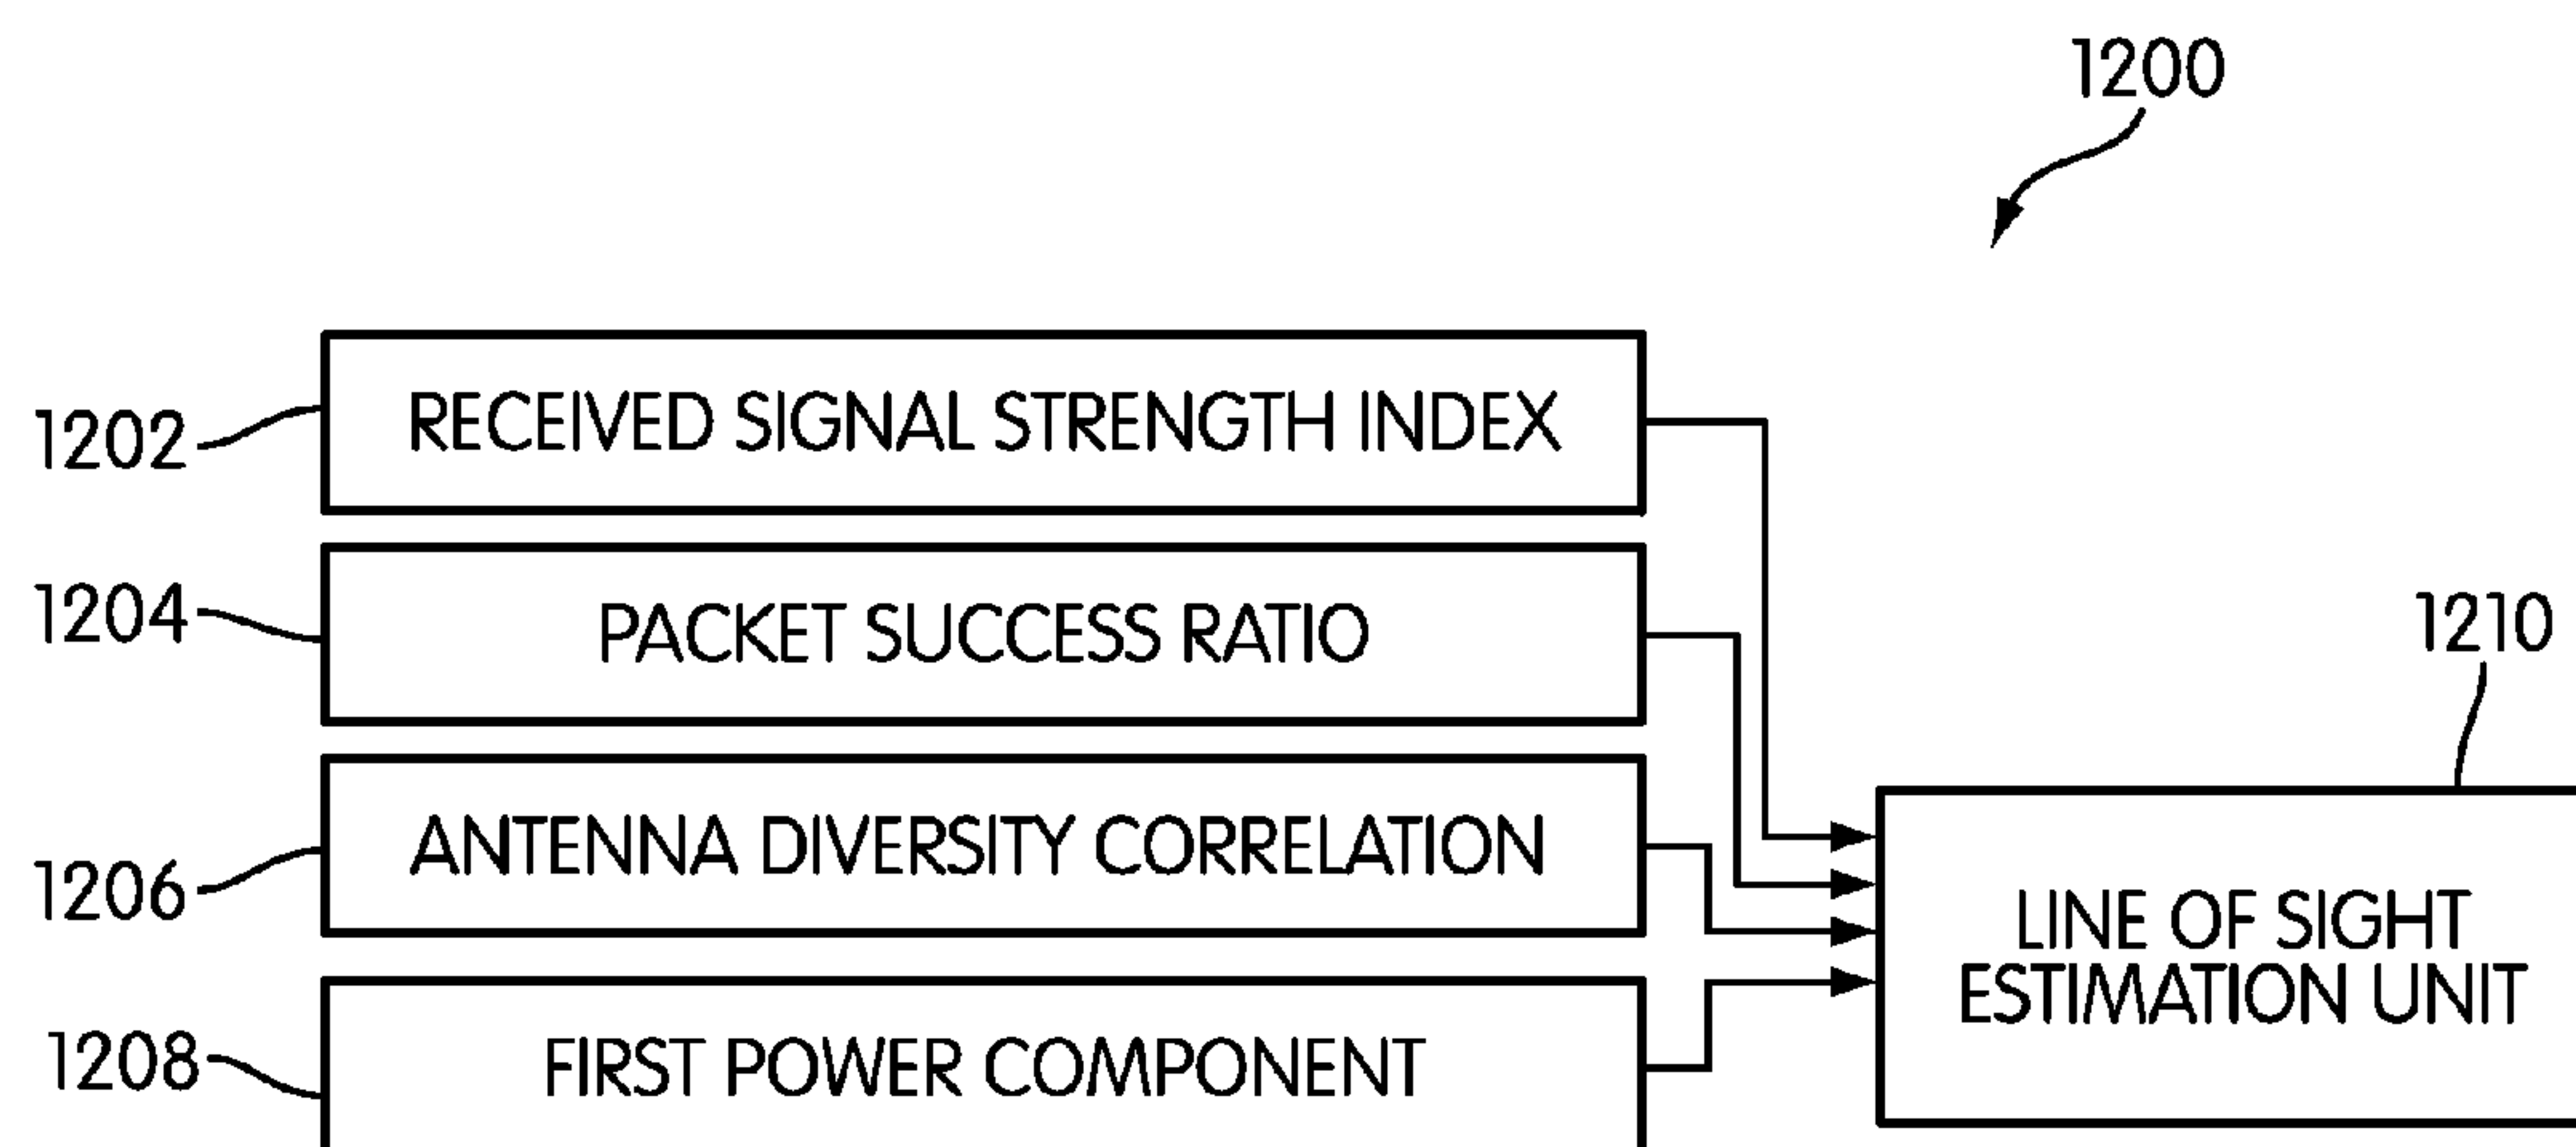 1200
1202
RECEIVED SIGNAL STRENGTH INDEX
1204
PACKET SUCCESS RATIO
1210
1206
ANTENNA DIVERSITY CORRELATION
LINE OF SIGHT
ESTIMATION UNIT
1208
FIRST POWER COMPONENT